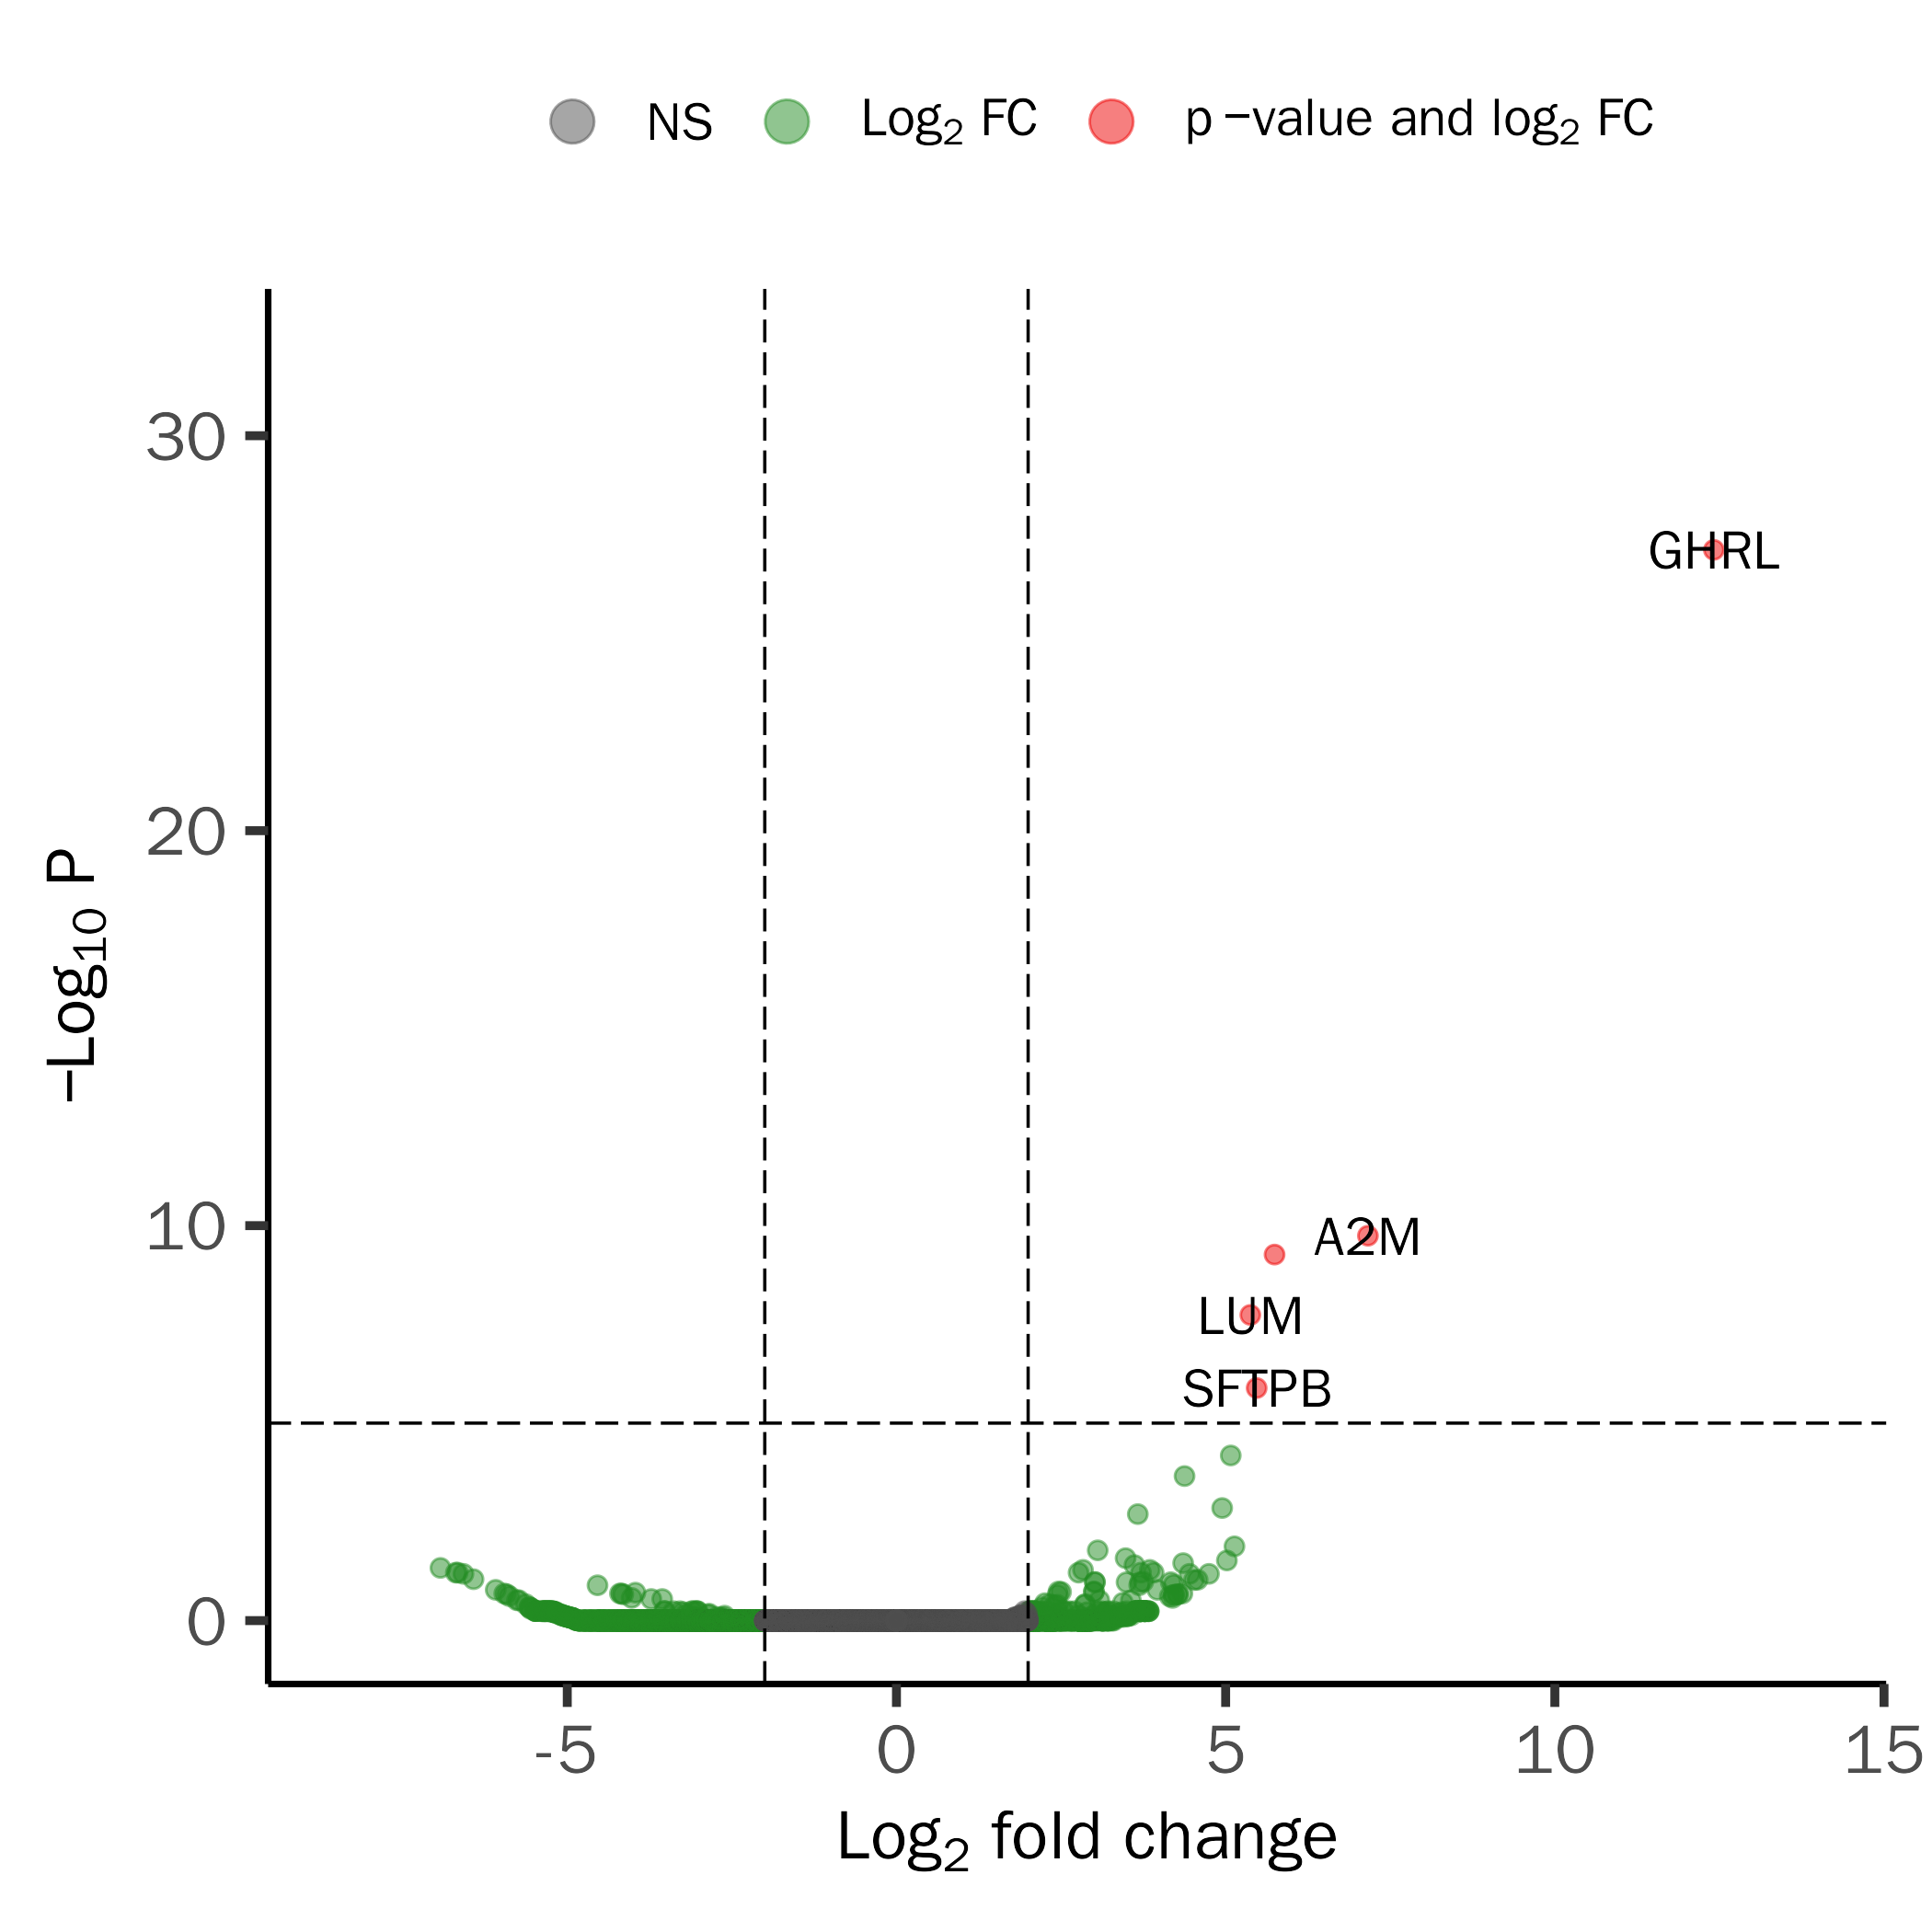 NS Log₂ FC p −value and log₂ FC
30
20
10
0
−Log₁₀ P
GHRL
A2M
LUM
SFTPB
-5 0 5 10 15
Log₂ fold change